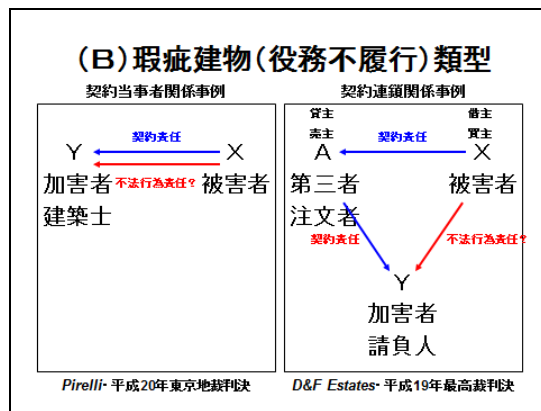 (B)瑕疵建物(役務不履行)類型
契約当事者関係事例
Y 契約責任 X
加害者 不法行為責任? 被害者
建築士
Pirelli・平成20年東京地裁判決
契約連鎖関係事例
貸主 借主
売主 契約責任 買主
A X
第三者 被害者
注文者
契約責任 不法行為責任?
Y
加害者
請負人
D&F Estates・平成19年最高裁判決